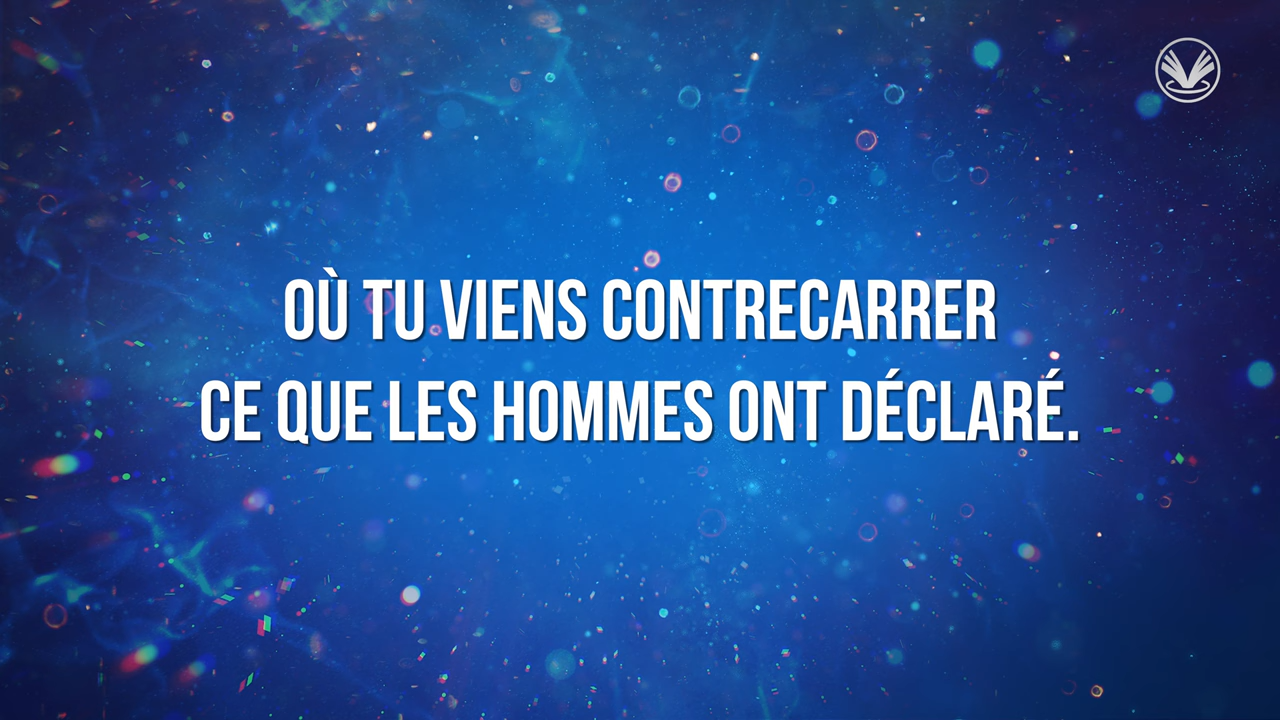 OÙ TU VIENS CONTRECARRER
CE QUE LES HOMMES ONT DÉCLARÉ.